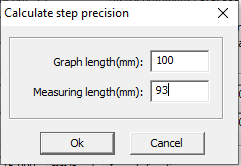 Calculate step precision
Graph length(mm): 100
Measuring length(mm): 93
Ok Cancel